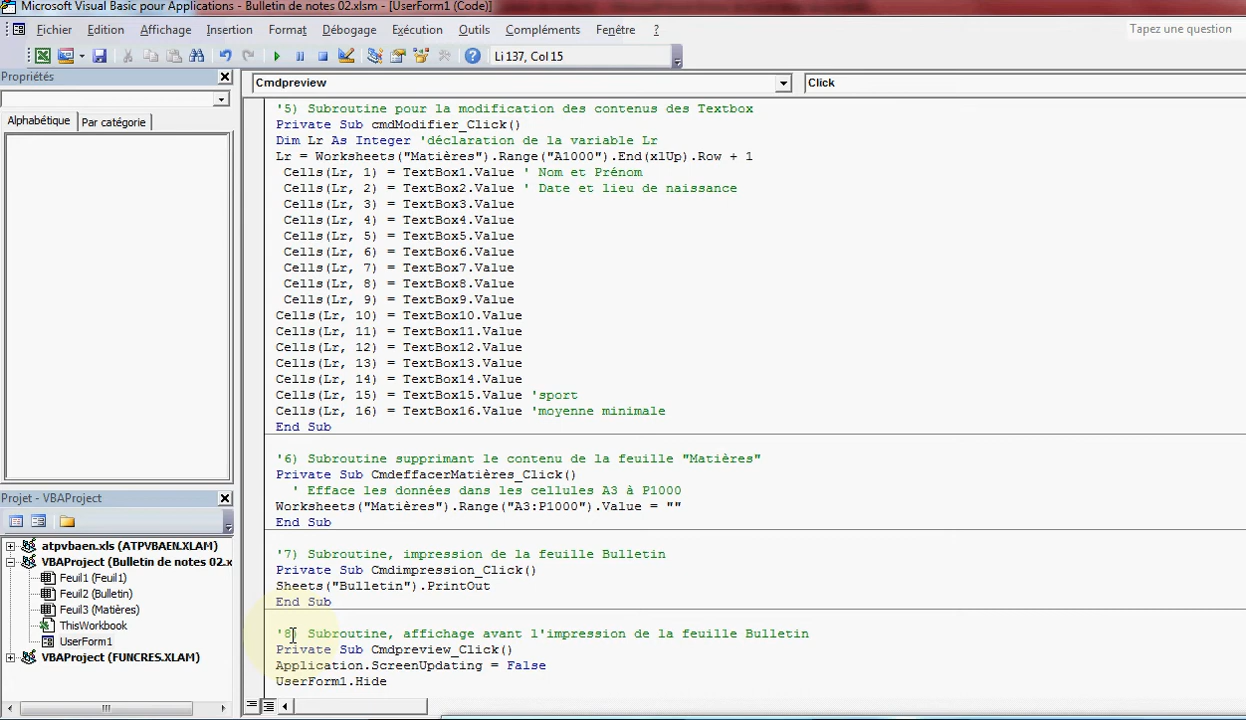 Microsoft Visual Basic pour Applications - Bulletin de notes 02.xlsm - [UserForm1 (Code)]
Fichier Edition Affichage Insertion Format Débogage Exécution Outils Compléments Fenêtre ? Tapez une question
Li 137, Col 15
Propriétés
Alphabétique Par catégorie
Projet - VBAProject
atpvbaen.xls (ATPVBAEN.XLAM)
VBAProject (Bulletin de notes 02.x
Feuil1 (Feuil1)
Feuil2 (Bulletin)
Feuil3 (Matières)
ThisWorkbook
UserForm1
VBAProject (FUNCRES.XLAM)
Cmdpreview Click
'5) Subroutine pour la modification des contenus des Textbox
Private Sub cmdModifier_Click()
Dim Lr As Integer 'déclaration de la variable Lr
Lr = Worksheets("Matières").Range("A1000").End(xlUp).Row + 1
Cells(Lr, 1) = TextBox1.Value ' Nom et Prénom
Cells(Lr, 2) = TextBox2.Value ' Date et lieu de naissance
Cells(Lr, 3) = TextBox3.Value
Cells(Lr, 4) = TextBox4.Value
Cells(Lr, 5) = TextBox5.Value
Cells(Lr, 6) = TextBox6.Value
Cells(Lr, 7) = TextBox7.Value
Cells(Lr, 8) = TextBox8.Value
Cells(Lr, 9) = TextBox9.Value
Cells(Lr, 10) = TextBox10.Value
Cells(Lr, 11) = TextBox11.Value
Cells(Lr, 12) = TextBox12.Value
Cells(Lr, 13) = TextBox13.Value
Cells(Lr, 14) = TextBox14.Value
Cells(Lr, 15) = TextBox15.Value 'sport
Cells(Lr, 16) = TextBox16.Value 'moyenne minimale
End Sub
'6) Subroutine supprimant le contenu de la feuille "Matières"
Private Sub CmdeffacerMatières_Click()
' Efface les données dans les cellules A3 à P1000
Worksheets("Matières").Range("A3:P1000").Value = ""
End Sub
'7) Subroutine, impression de la feuille Bulletin
Private Sub Cmdimpression_Click()
Sheets("Bulletin").PrintOut
End Sub
'8) Subroutine, affichage avant l'impression de la feuille Bulletin
Private Sub Cmdpreview_Click()
Application.ScreenUpdating = False
UserForm1.Hide